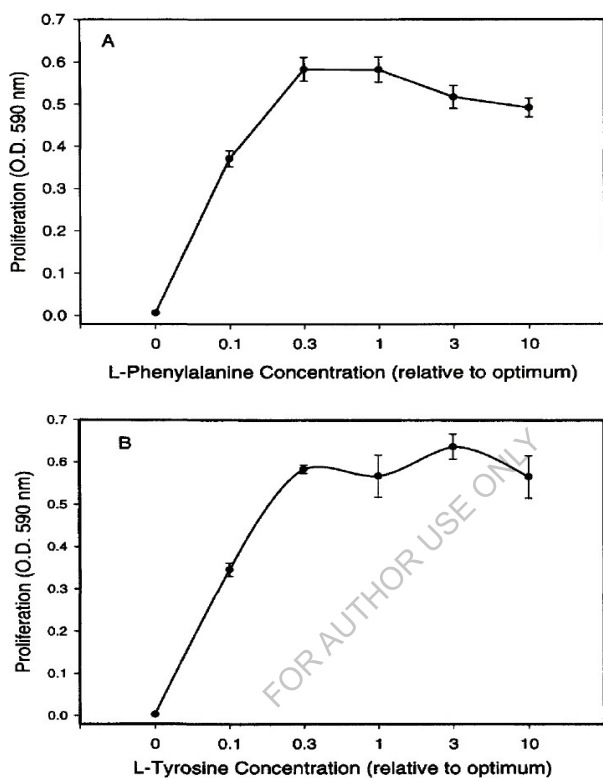 A
0.7
0.6
0.5
0.4
0.3
0.2
0.1
0.0
Proliferation (O.D. 590 nm)
0 0.1 0.3 1 3 10
L-Phenylalanine Concentration (relative to optimum)
B
0.7
0.6
0.5
0.4
0.3
0.2
0.1
0.0
Proliferation (O.D. 590 nm)
FOR AUTHOR USE ONLY
0 0.1 0.3 1 3 10
L-Tyrosine Concentration (relative to optimum)